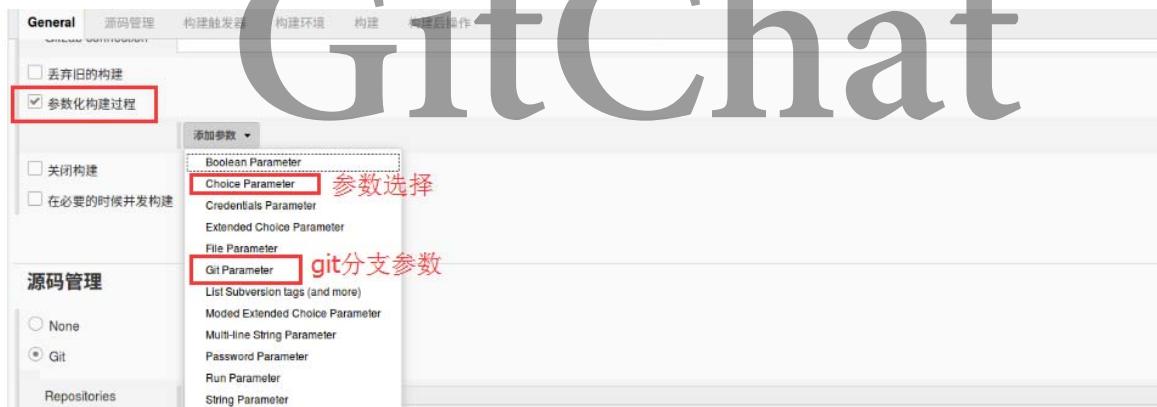 General 源码管理 构建触发器 构建环境 构建 构建后操作
GitChat
GitLab connection
丢弃旧的构建
参数化构建过程
添加参数
Boolean Parameter
关闭构建
Choice Parameter 参数选择
在必要的时候并发构建
Credentials Parameter
Extended Choice Parameter
File Parameter
Git Parameter git分支参数
源码管理
List Subversion tags (and more)
Moded Extended Choice Parameter
None
Multi-line String Parameter
Git
Password Parameter
Run Parameter
Repositories
String Parameter